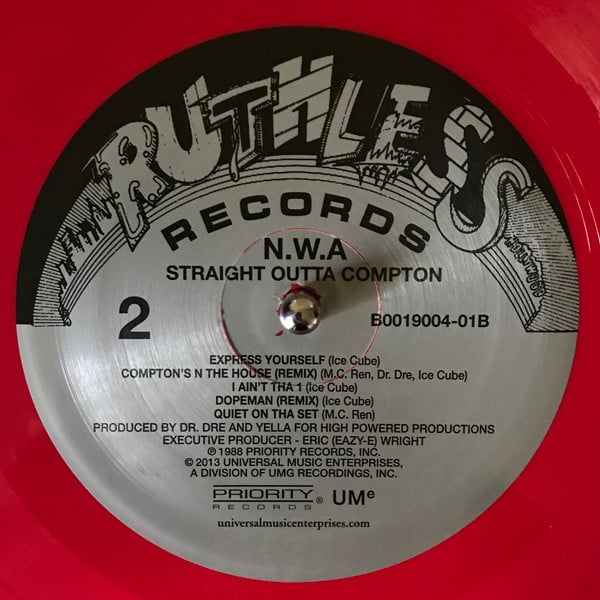 RUTHLESS
RECORDS
N.W.A
STRAIGHT OUTTA COMPTON
2
B0019004-01B
EXPRESS YOURSELF (Ice Cube)
COMPTON'S N THE HOUSE (REMIX) (M.C. Ren, Dr. Dre, Ice Cube)
I AIN'T THA 1 (Ice Cube)
DOPEMAN (REMIX) (Ice Cube)
QUIET ON THA SET (M.C. Ren)
PRODUCED BY DR. DRE AND YELLA FOR HIGH POWERED PRODUCTIONS
EXECUTIVE PRODUCER - ERIC (EAZY-E) WRIGHT
℗ 1988 PRIORITY RECORDS, INC.
© 2013 UNIVERSAL MUSIC ENTERPRISES,
A DIVISION OF UMG RECORDINGS, INC.
PRIORITY ® UMe
RECORDS
universalmusicenterprises.com